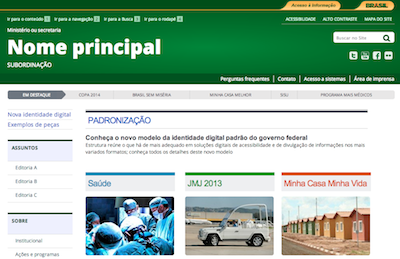 Acesso à informação
BRASIL
Ir para o conteúdo 1 Ir para a navegação 2 Ir para a Busca 3 Ir para o rodapé 4
ACESSIBILIDADE ALTO CONTRASTE MAPA DO SITE
Ministério ou secretaria
Nome principal
SUBORDINAÇÃO
Buscar no Site
Perguntas frequentes Contato Acesso a sistemas Área de imprensa
EM DESTAQUE COPA 2014 BRASIL SEM MISÉRIA MINHA CASA MELHOR SISU PROGRAMA MAIS MÉDICOS
Nova identidade digital
Exemplos de peças
ASSUNTOS
Editoria A
Editoria B
Editoria C
SOBRE
Institucional
Ações e programas
PADRONIZAÇÃO
Conheça o novo modelo da identidade digital padrão do governo federal
Estrutura reúne o que há de mais adequado em soluções digitais de acessibilidade e de divulgação de informações nos mais
variados formatos; conheça todos os detalhes deste novo modelo
Saúde
JMJ 2013
Minha Casa Minha Vida